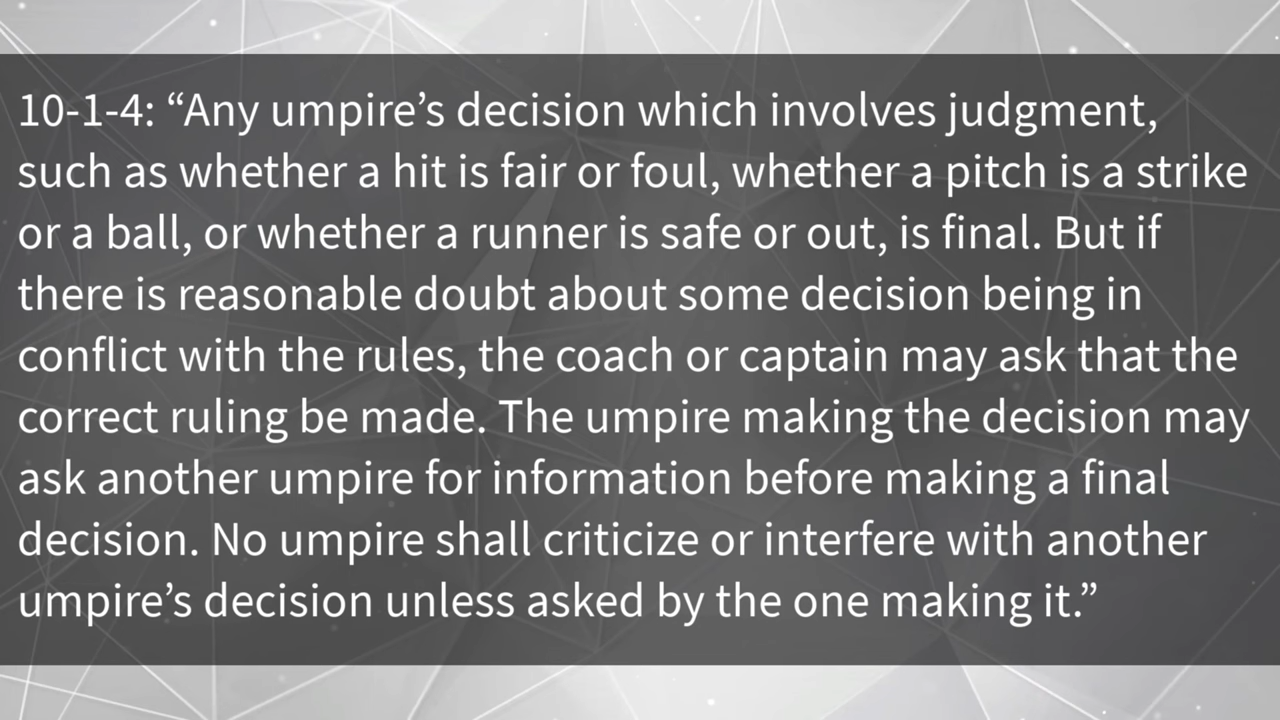 10-1-4: “Any umpire’s decision which involves judgment,
such as whether a hit is fair or foul, whether a pitch is a strike
or a ball, or whether a runner is safe or out, is final. But if
there is reasonable doubt about some decision being in
conflict with the rules, the coach or captain may ask that the
correct ruling be made. The umpire making the decision may
ask another umpire for information before making a final
decision. No umpire shall criticize or interfere with another
umpire’s decision unless asked by the one making it.”